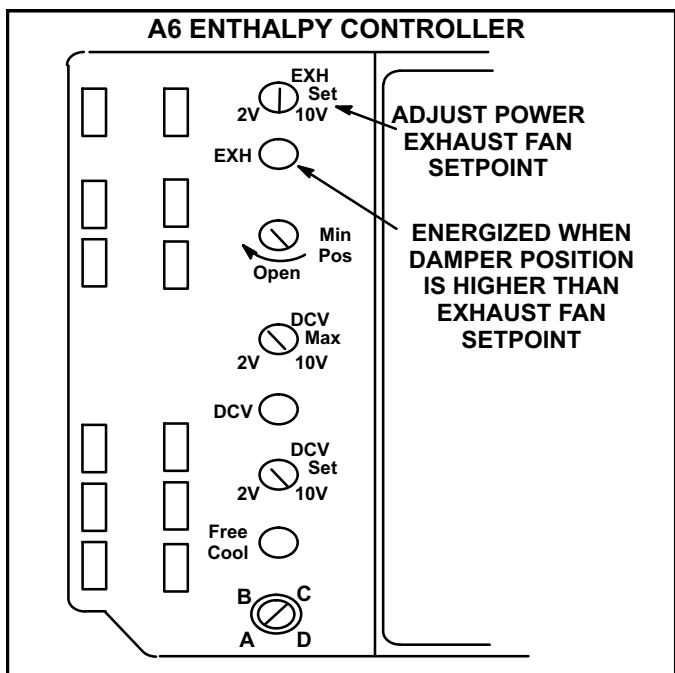 A6 ENTHALPY CONTROLLER
EXH
Set
2V 10V
ADJUST POWER
EXHAUST FAN
SETPOINT
EXH
Min
Pos
Open
ENERGIZED WHEN
DAMPER POSITION
IS HIGHER THAN
EXHAUST FAN
SETPOINT
DCV
Max
2V 10V
DCV
DCV
Set
2V 10V
Free
Cool
B C
A D